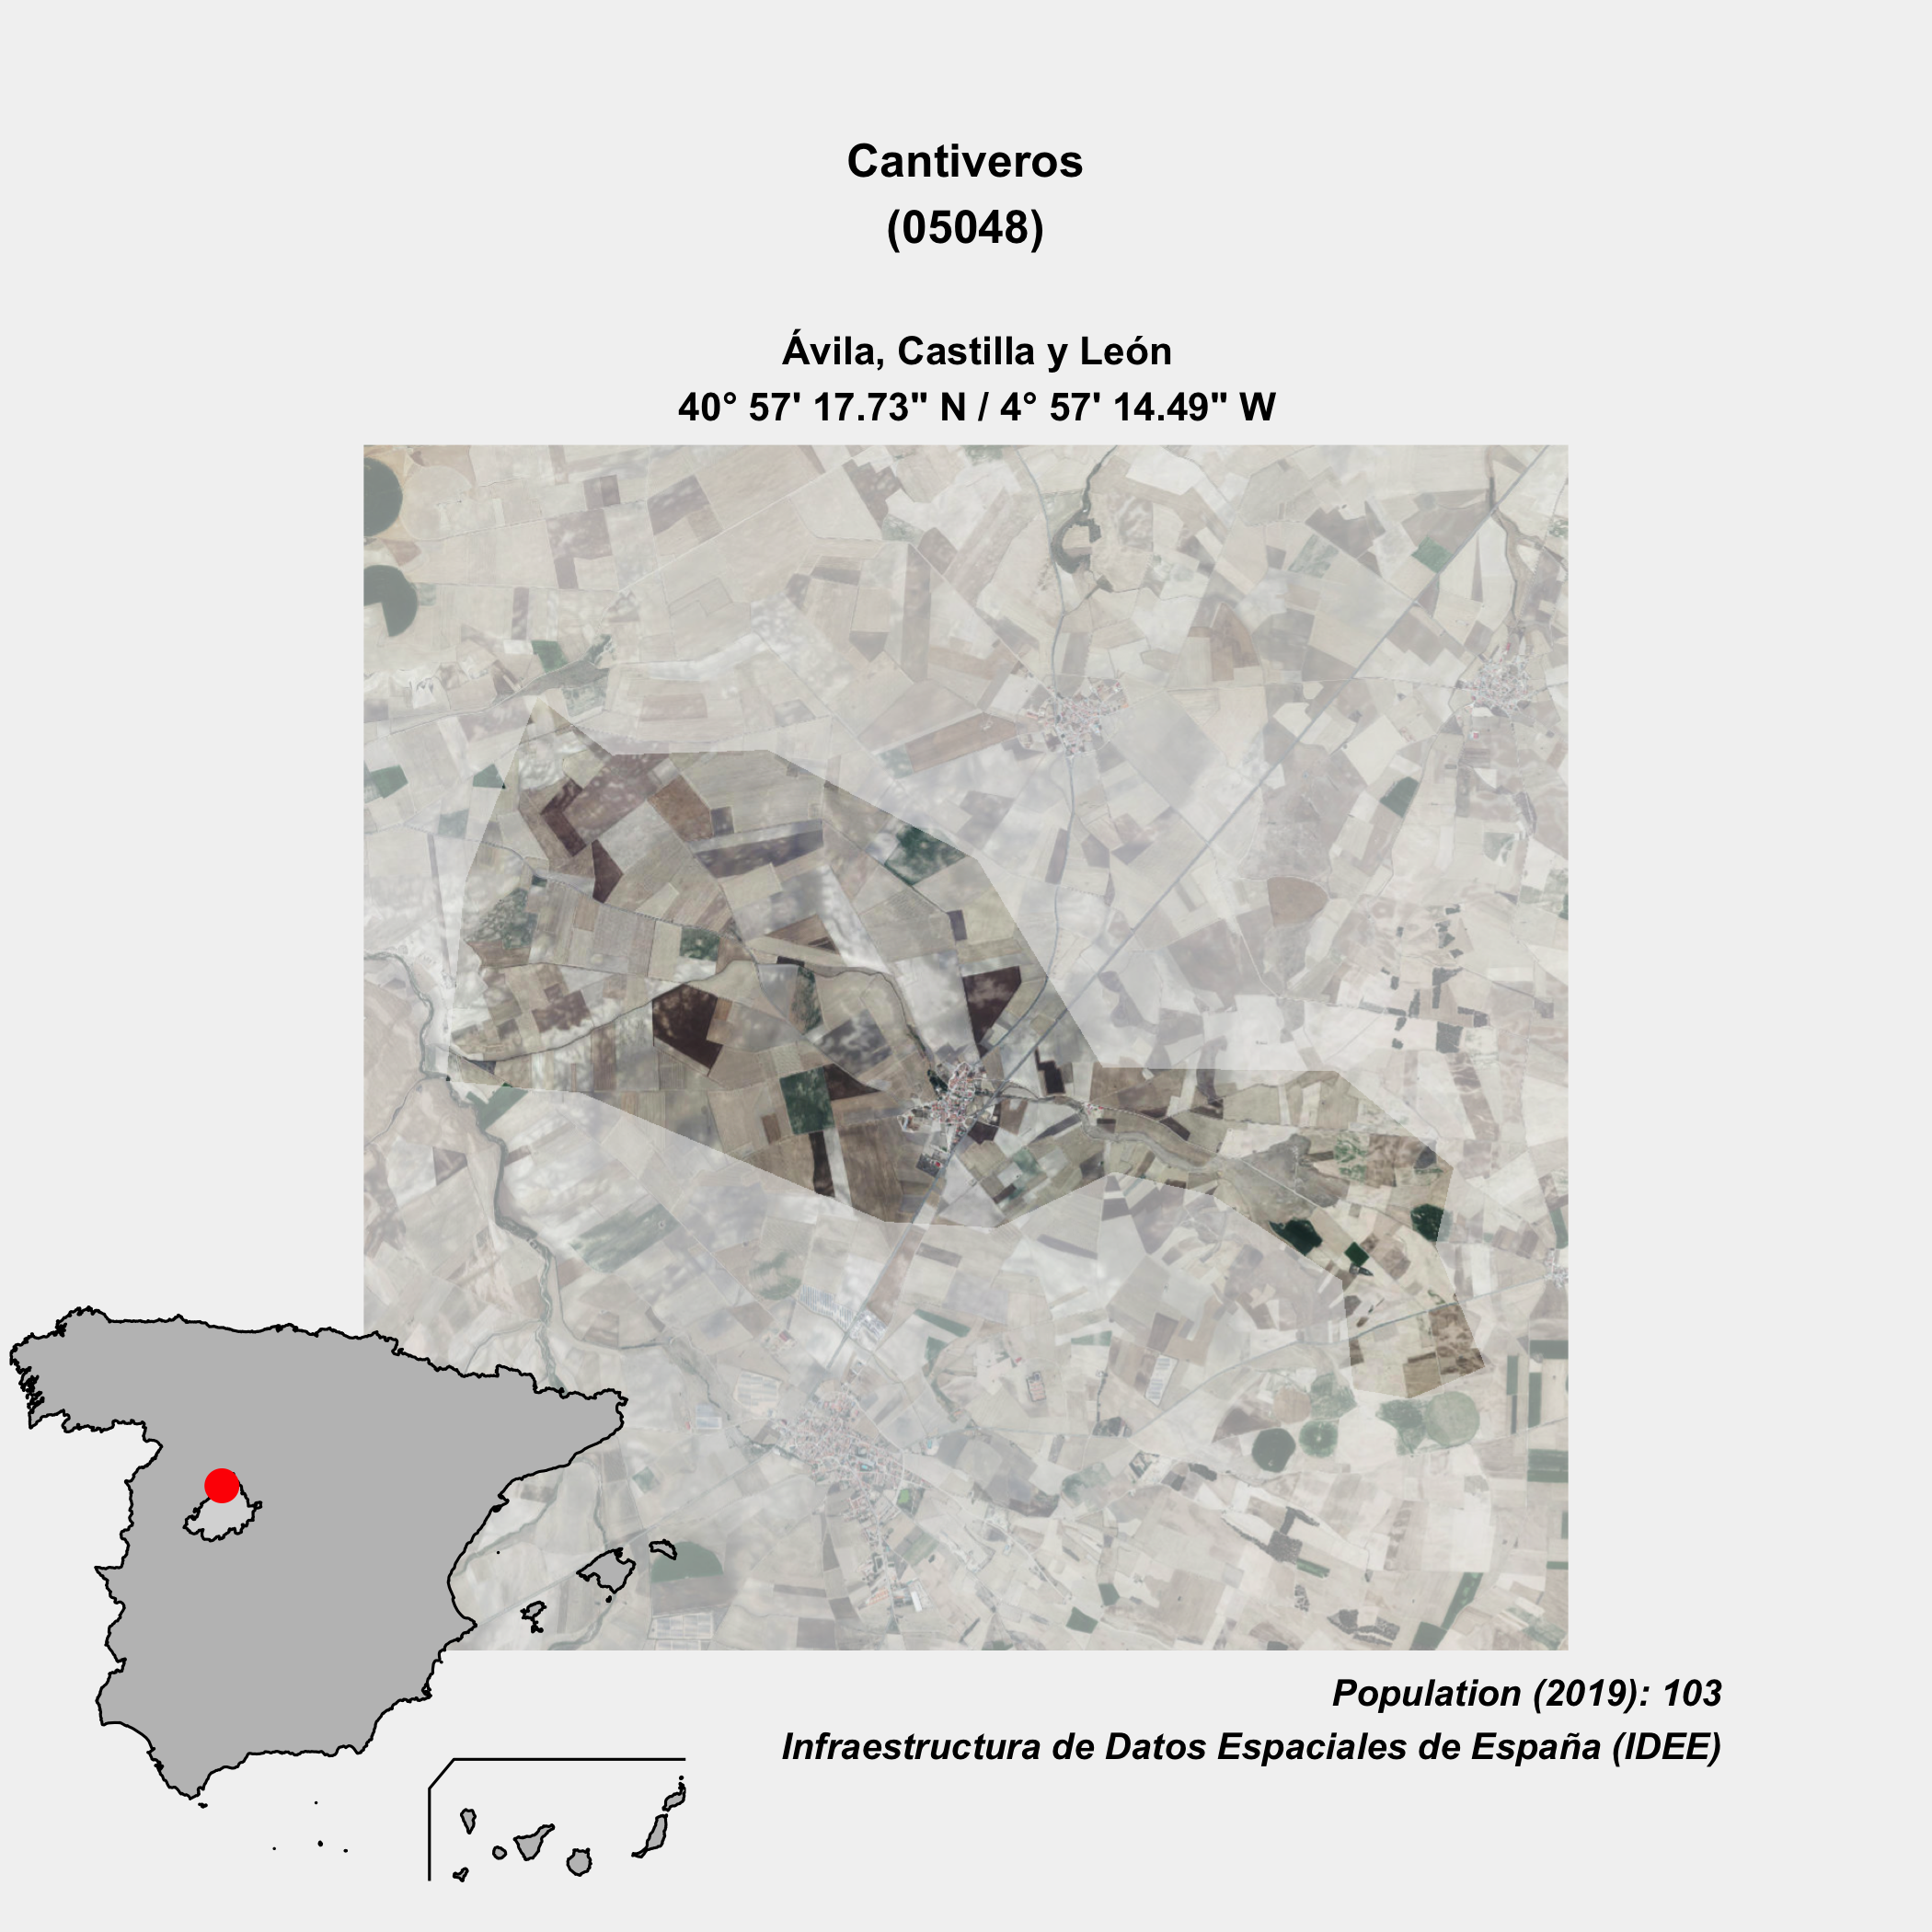 Cantiveros
(05048)
Ávila, Castilla y León
40° 57' 17.73" N / 4° 57' 14.49" W
Population (2019): 103
Infraestructura de Datos Espaciales de España (IDEE)